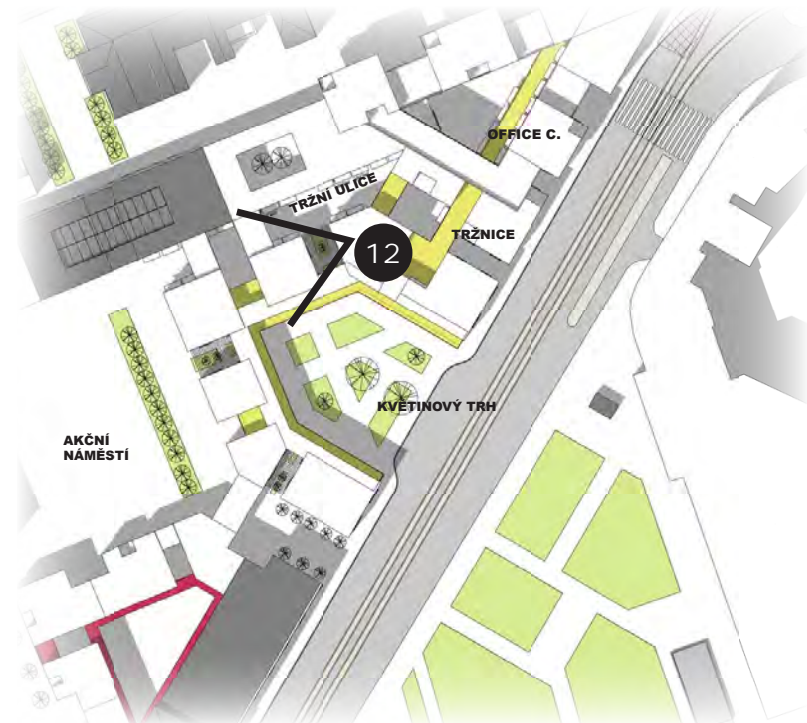 OFFICE C.
TRŽNÍ ULICE
TRŽNICE
12
KVĚTINOVÝ TRH
AKČNÍ
NÁMĚSTÍ